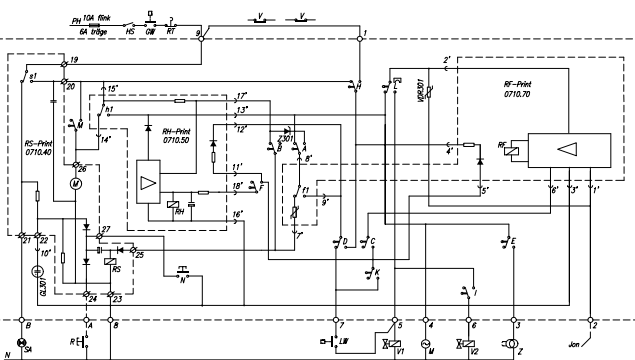 PH 10A flink
6A träge
HS GW RT
V V
9 1
19
s1
20
15'
17'
13'
12'
M
h1
14'
RH-Print
0710.50
RS-Print
0710.40
Z301
B A
8'
H L
2'
VDR301
RF-Print
0710.70
RF
4'
5'
6' 3' 1'
26
M
11'
18'
F
RH
16'
f1
9'
7'
21 22
10'
GL301
27
25
RS
24 23
N
D C E
K
I
B A 8 7 5 4 6 3 2
SA R LW V1 M V2 Z Jon
N